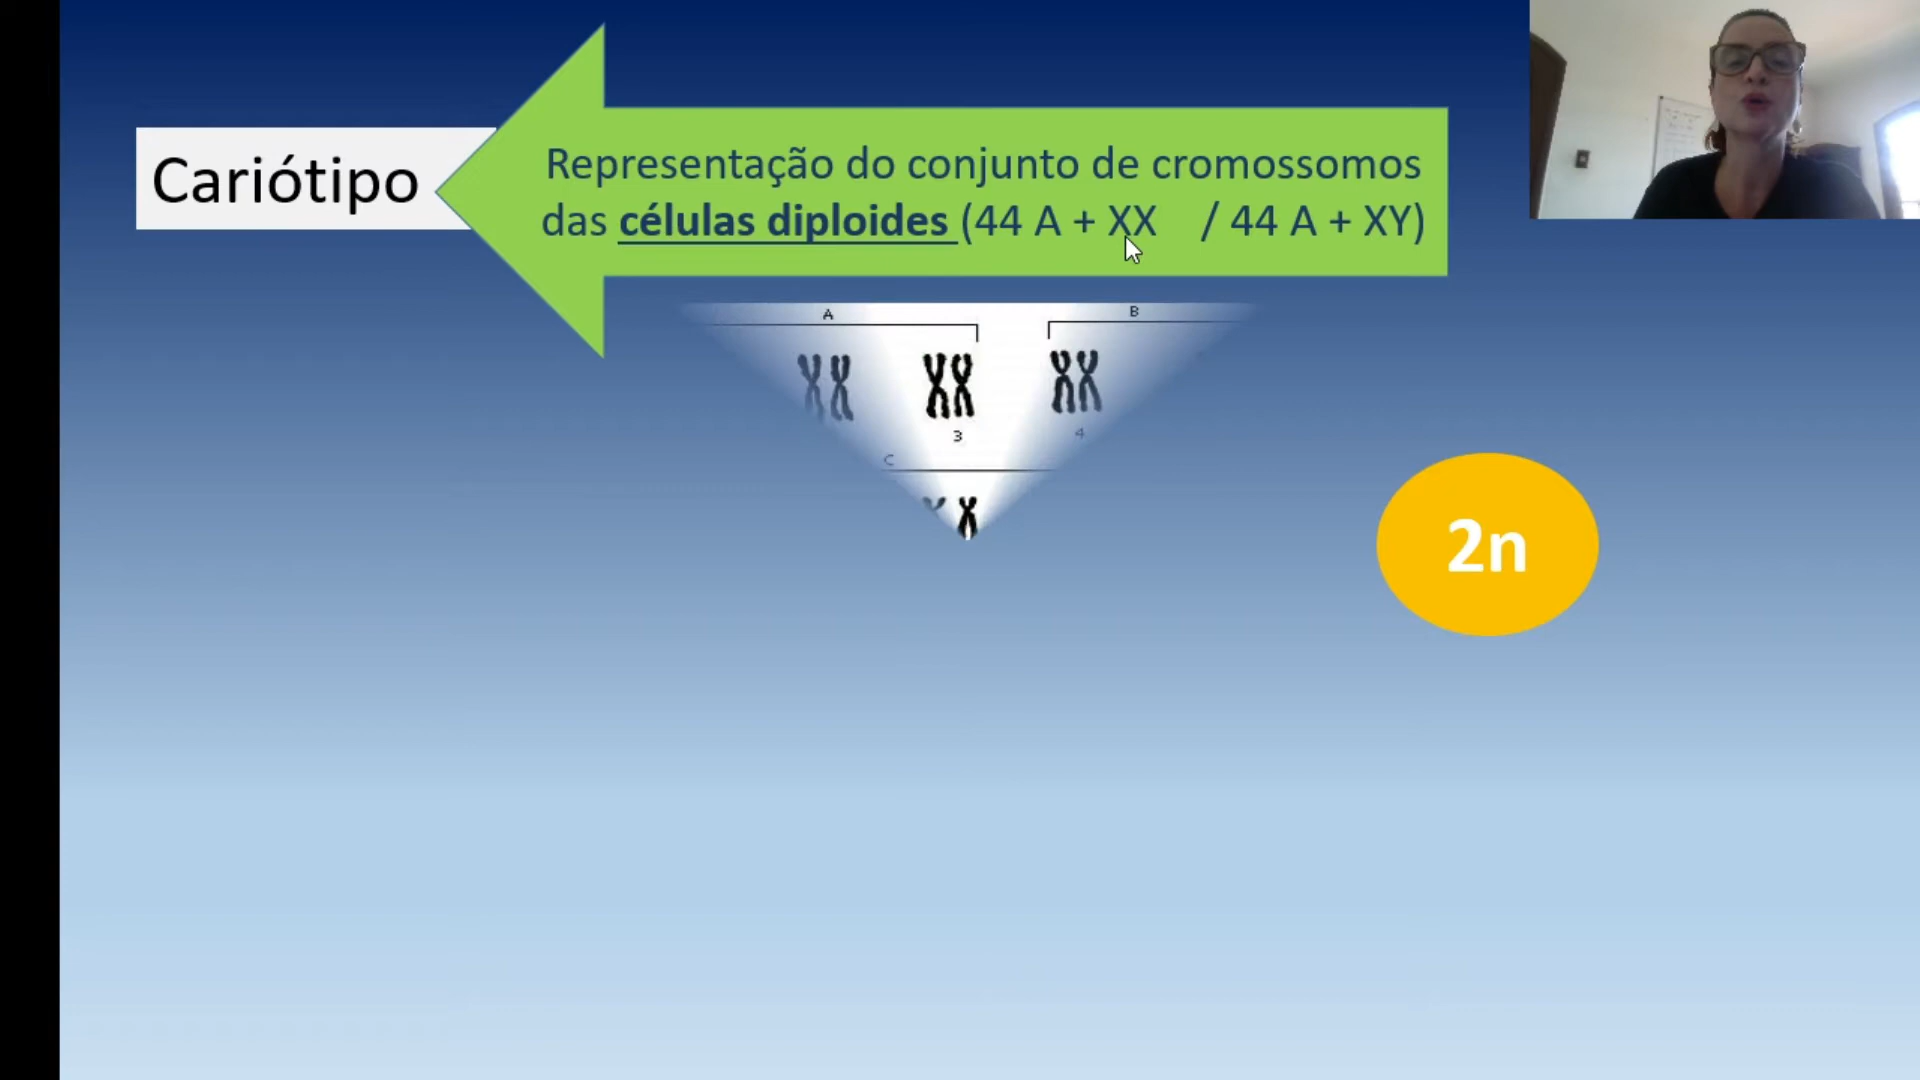 Cariótipo
Representação do conjunto de cromossomos
das células diploides (44 A + XX / 44 A + XY)
A
B
3
4
C
2n